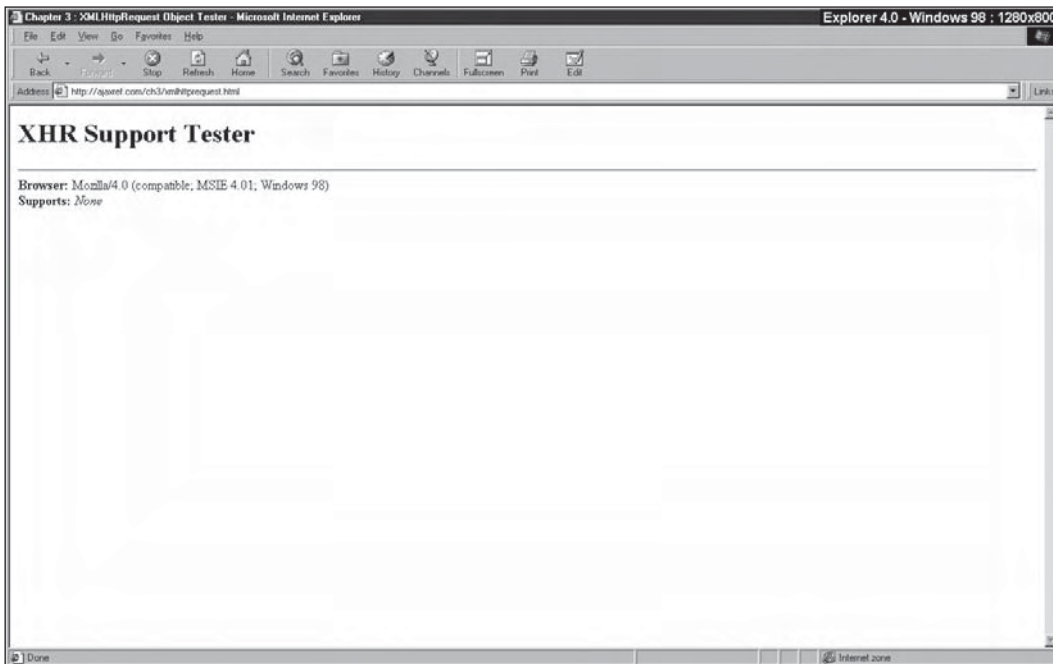 Chapter 3 : XMLHttpRequest Object Tester - Microsoft Internet Explorer
Explorer 4.0 - Windows 98 : 1280x800
File Edit View Go Favorites Help
Back Forward Stop Refresh Home Search Favorites History Channels Fullscreen Print Edit
Address http://ajaxref.com/ch3/xmlhttprequest.html Links
XHR Support Tester
Browser: Mozilla/4.0 (compatible; MSIE 4.01; Windows 98)
Supports: None
Done Internet zone